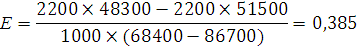 E = (2200 × 48300 − 2200 × 51500) / (1000 × (68400 − 86700)) = 0,385